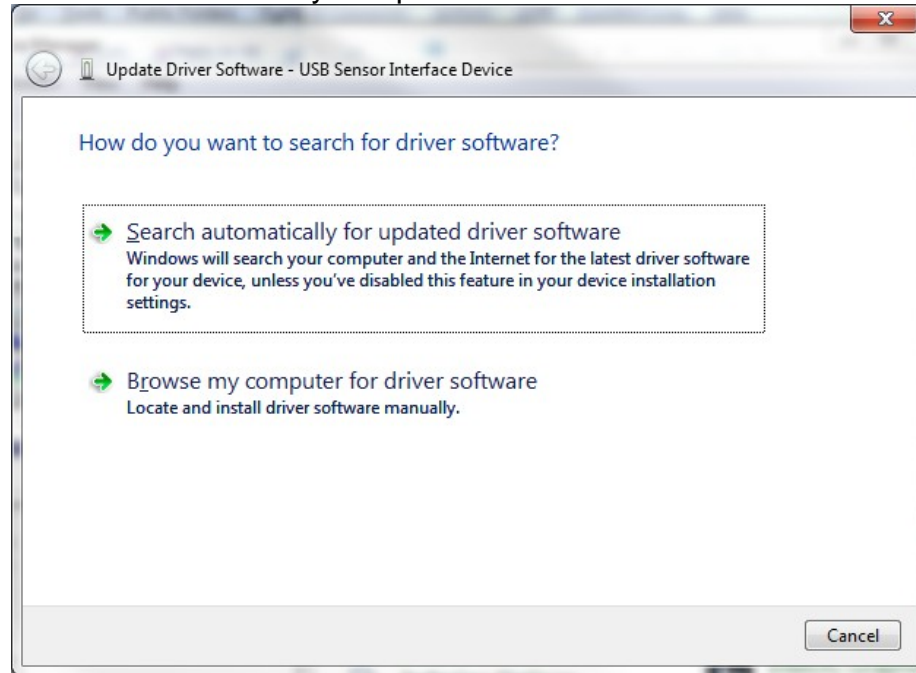 Update Driver Software - USB Sensor Interface Device
How do you want to search for driver software?
Search automatically for updated driver software
Windows will search your computer and the Internet for the latest driver software
for your device, unless you've disabled this feature in your device installation
settings.
Browse my computer for driver software
Locate and install driver software manually.
Cancel